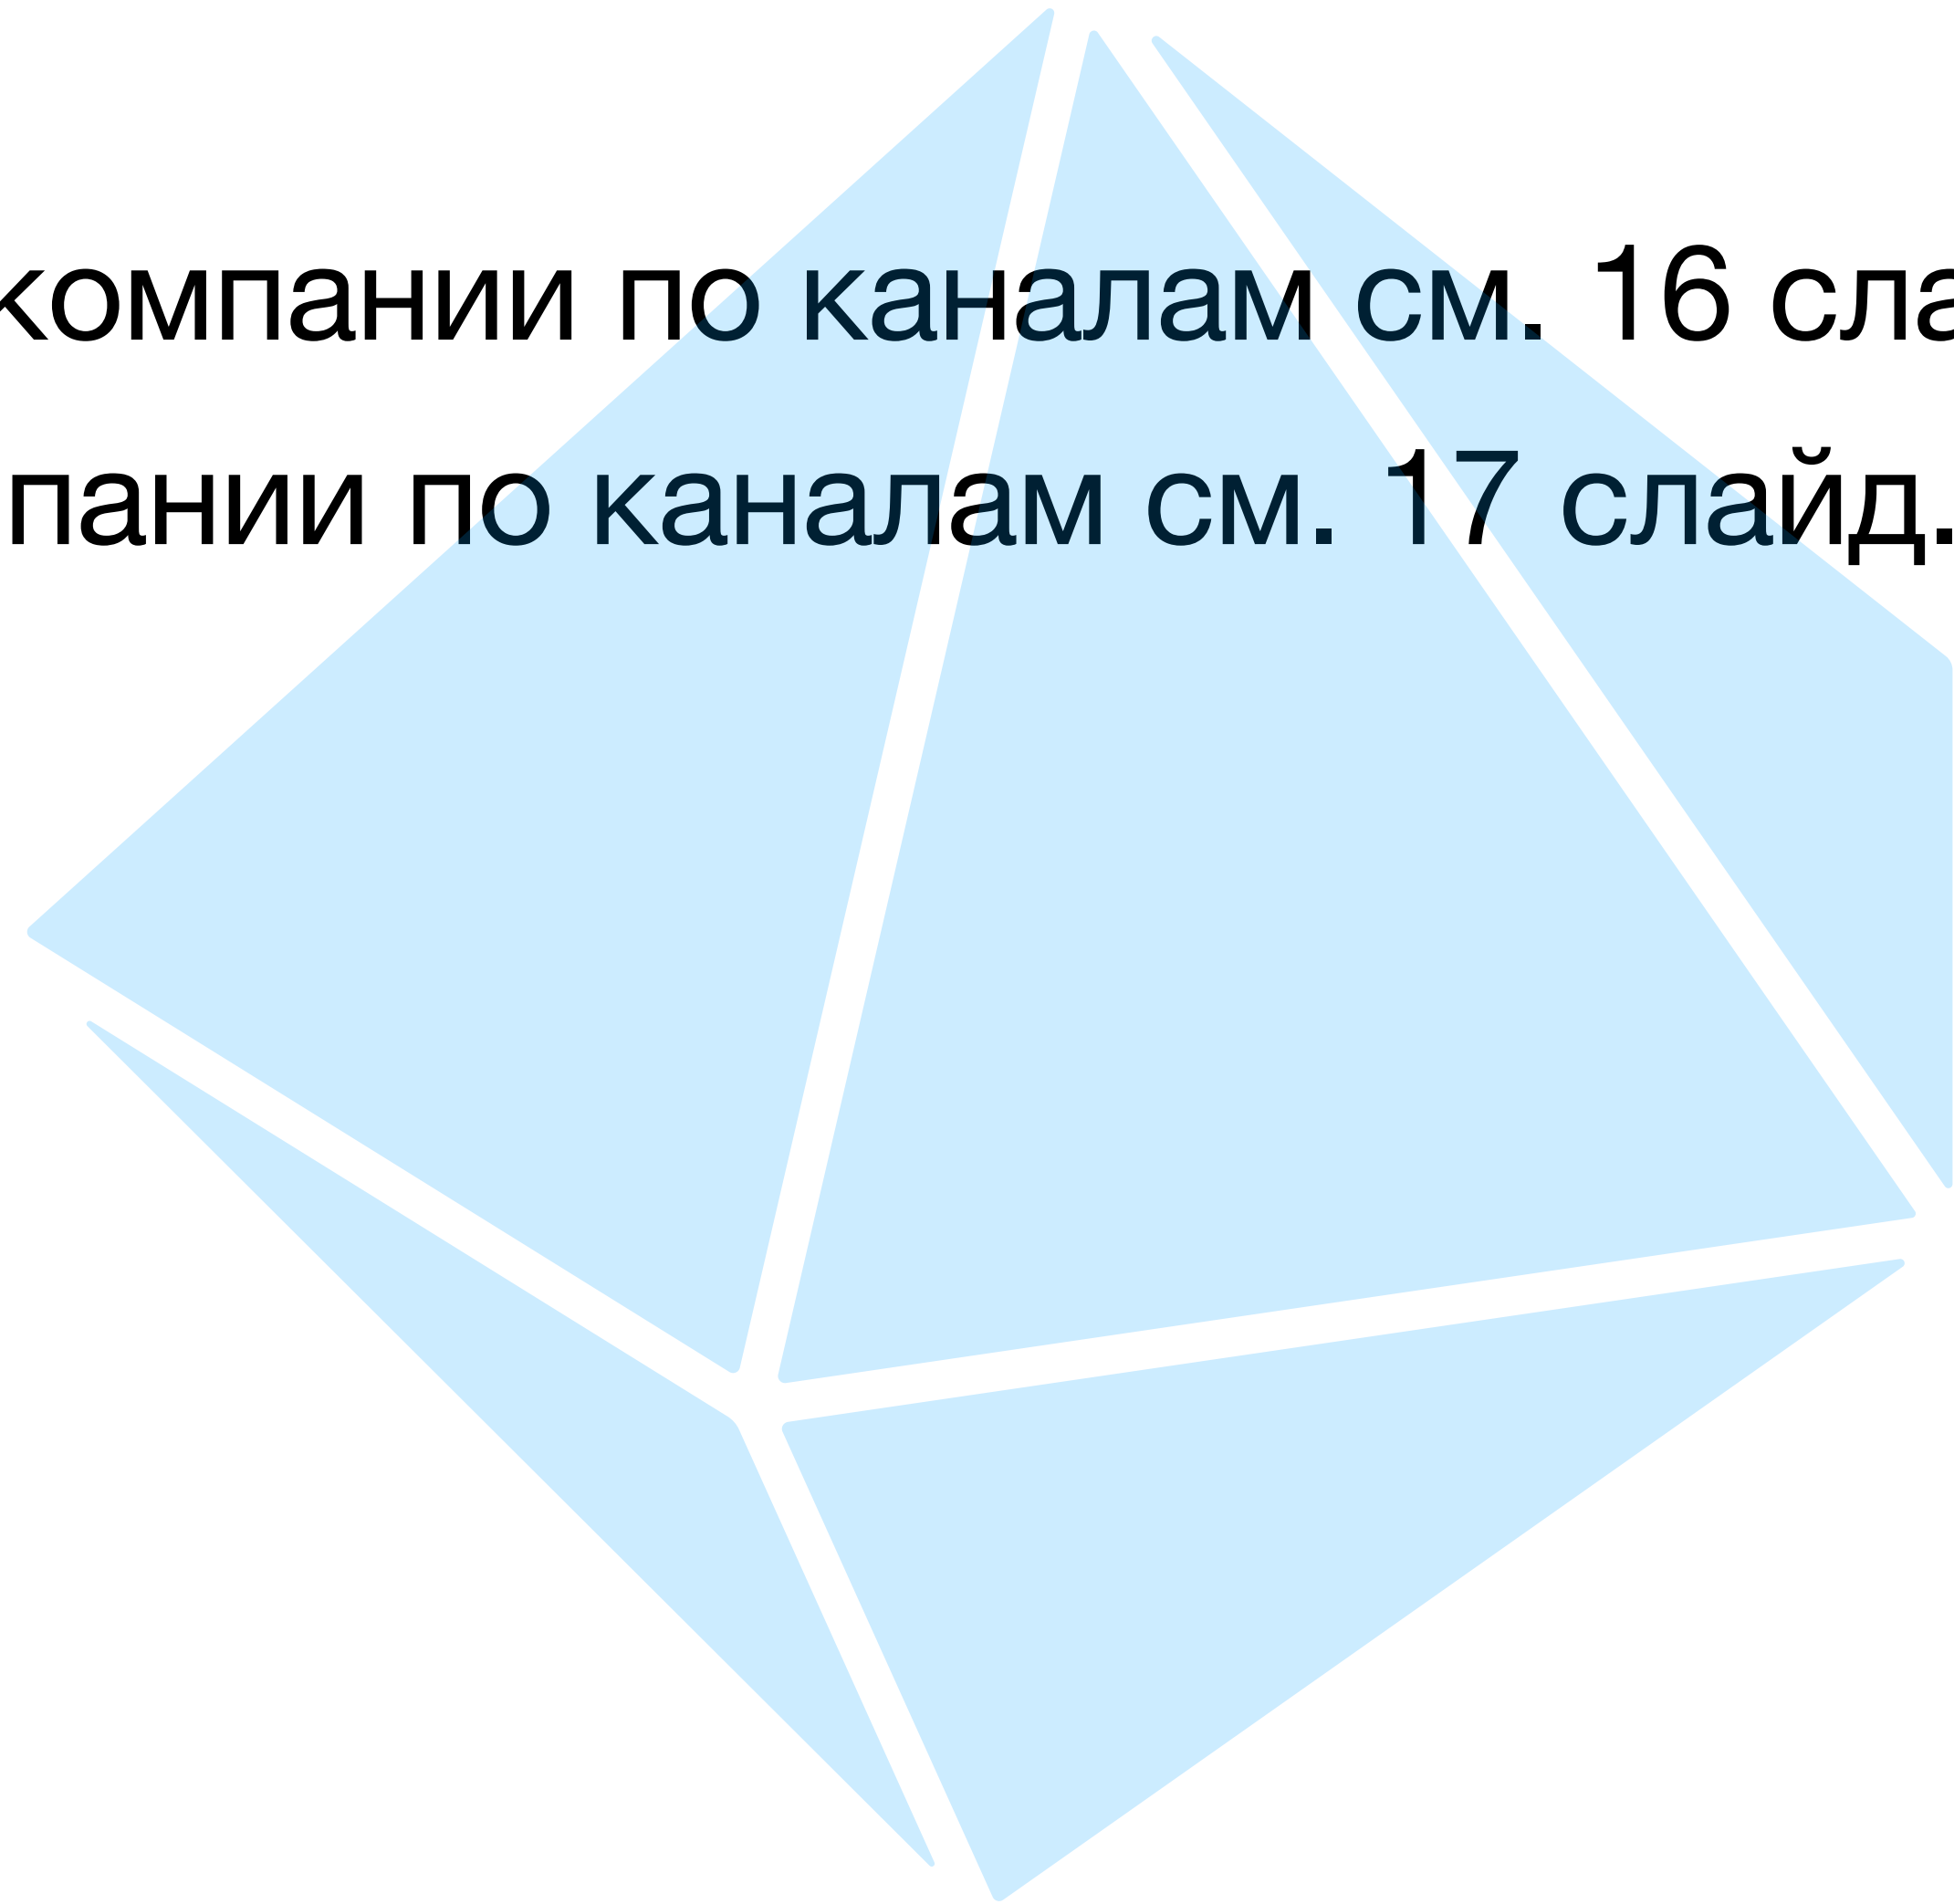 компании по каналам см. 16 сла
пании по каналам см. 17 слайд.